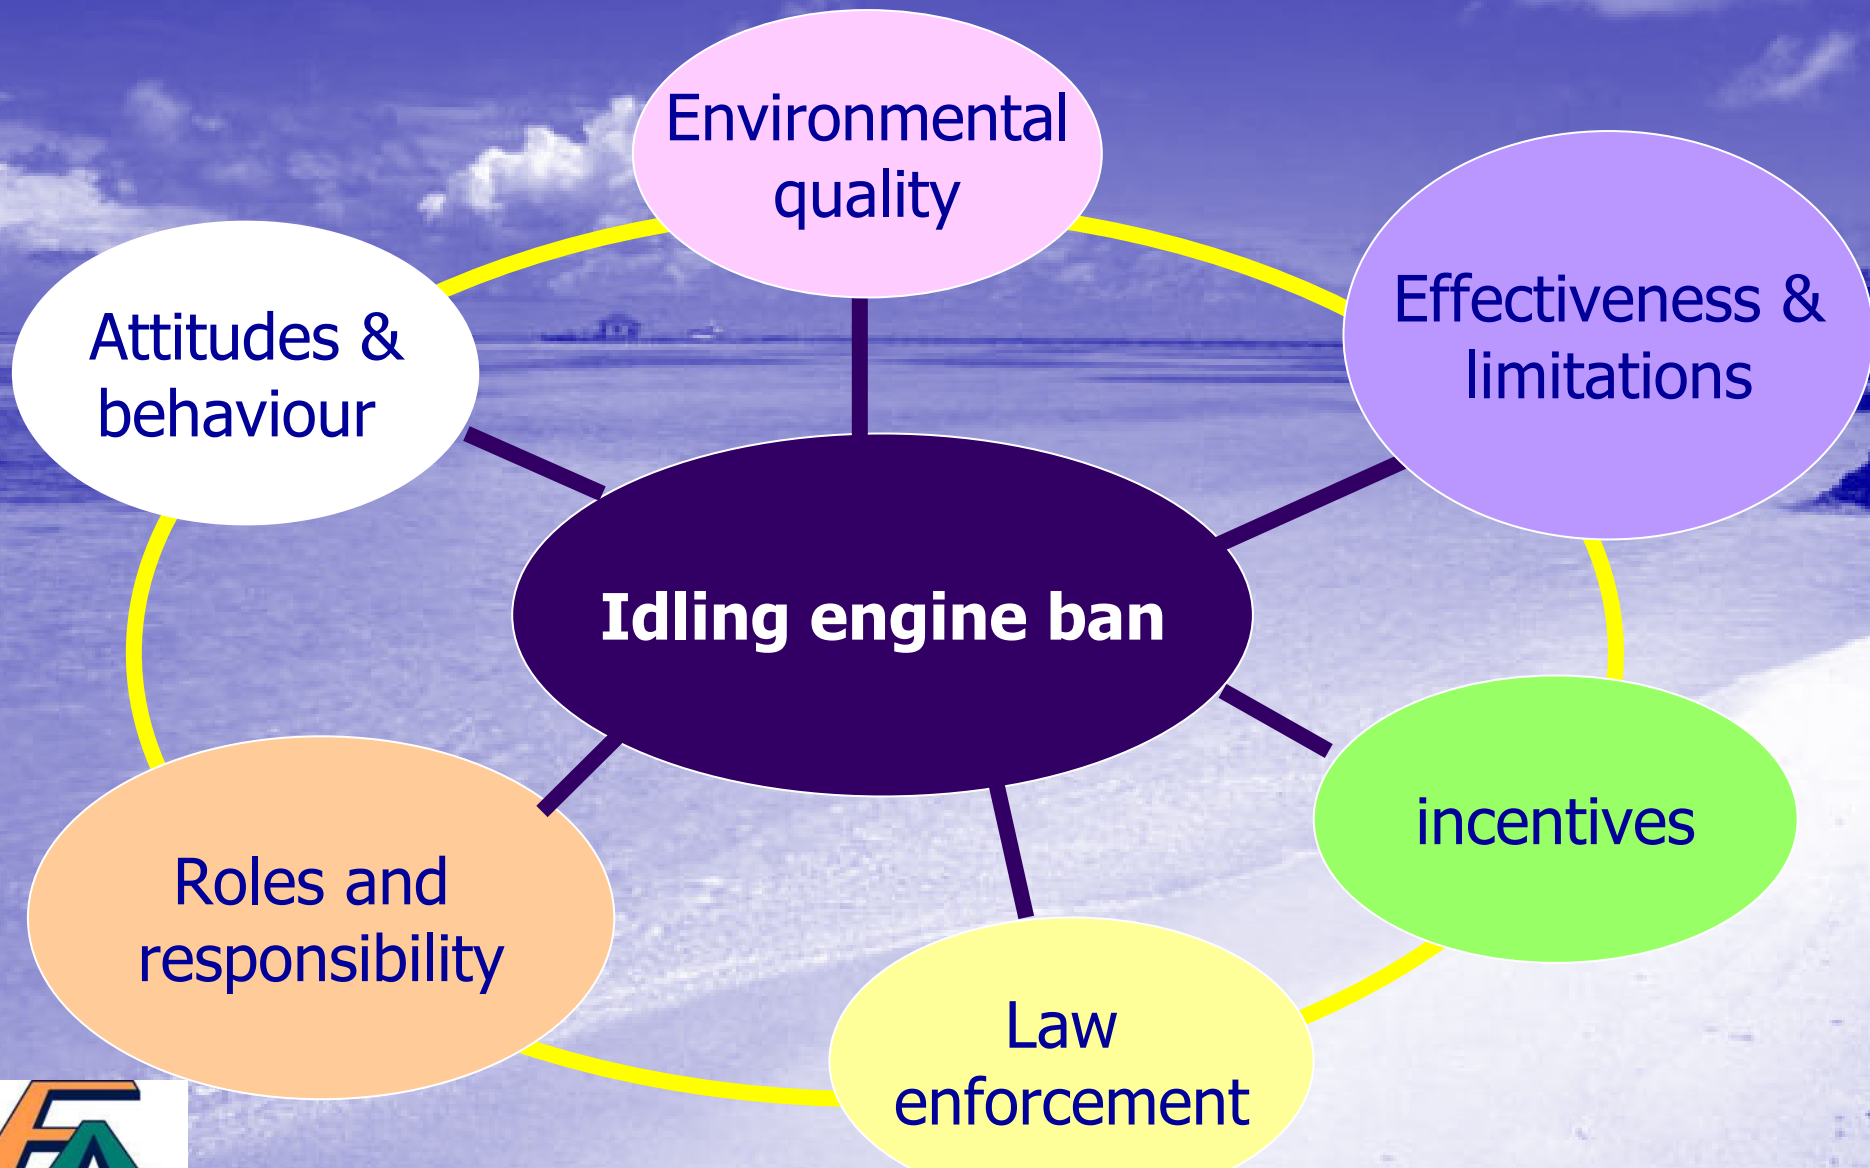 Environmental
quality
Effectiveness &
limitations
Attitudes &
behaviour
Idling engine ban
incentives
Roles and
responsibility
Law
enforcement